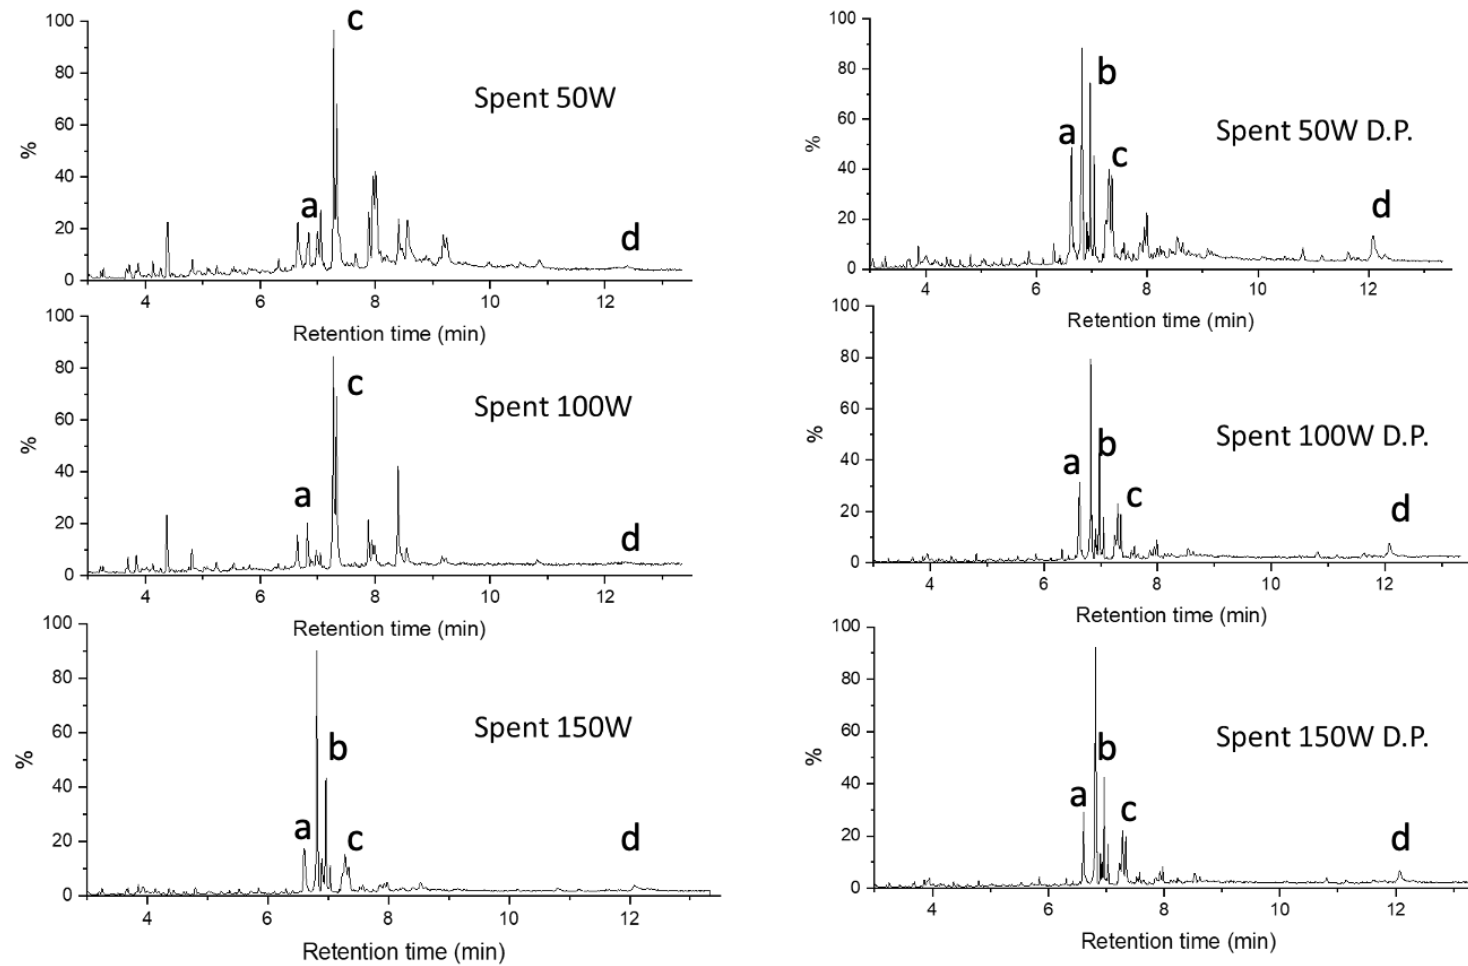 100
80
60
40
20
0
%
c
a
d
Spent 50W
4 6 8 10 12
Retention time (min)
100
80
60
40
20
0
%
a
b
c
d
Spent 50W D.P.
4 6 8 10 12
Retention time (min)
100
80
60
40
20
0
%
c
a
d
Spent 100W
4 6 8 10 12
Retention time (min)
100
80
60
40
20
0
%
a
b
c
d
Spent 100W D.P.
4 6 8 10 12
Retention time (min)
100
80
60
40
20
0
%
a
b
c
d
Spent 150W
4 6 8 10 12
Retention time (min)
100
80
60
40
20
0
%
a
b
c
d
Spent 150W D.P.
4 6 8 10 12
Retention time (min)